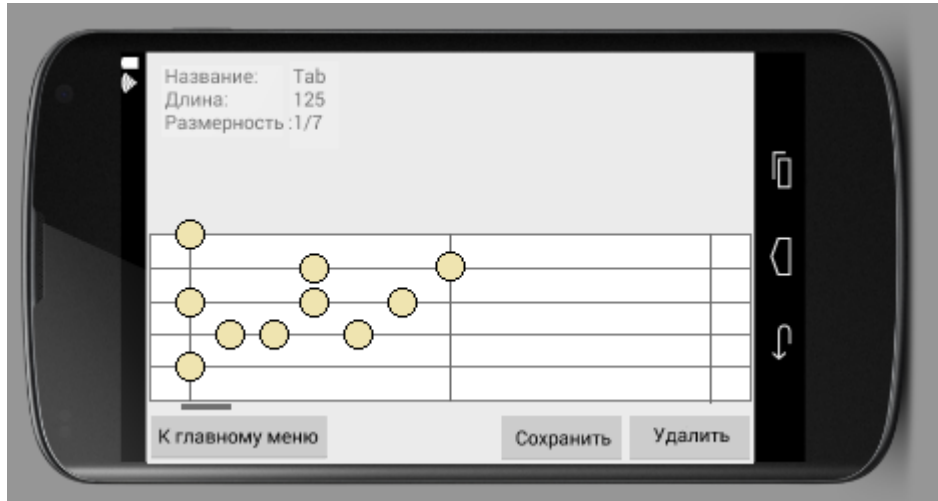 Название: Tab
Длина: 125
Размерность :1/7
К главному меню
Сохранить
Удалить